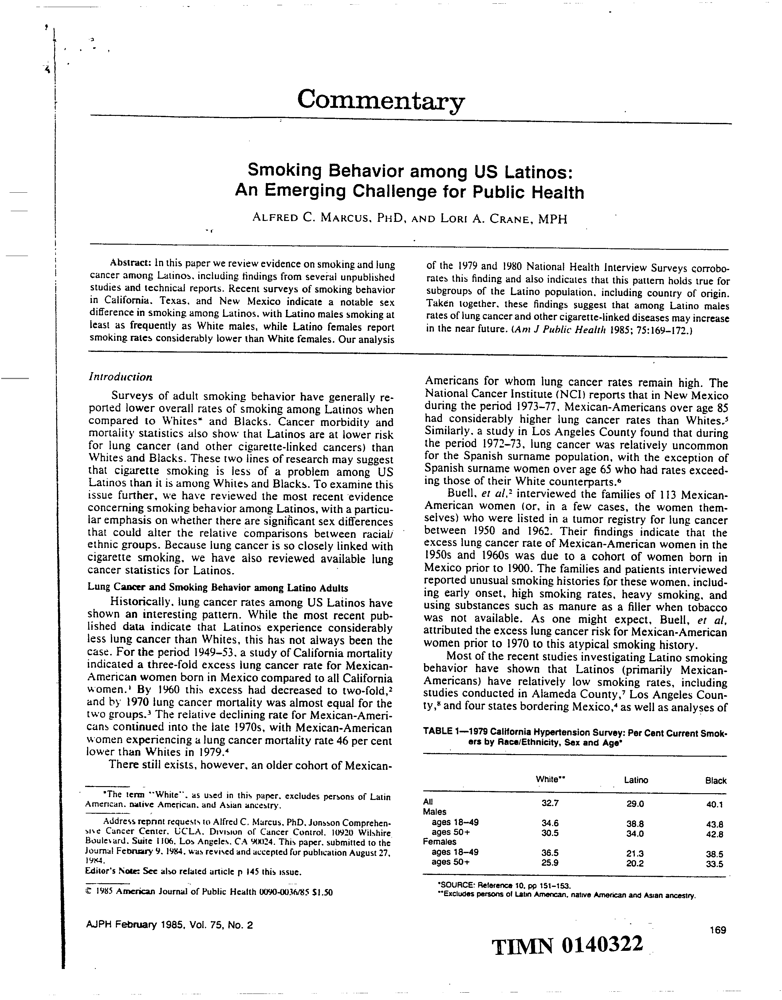 Commentary
Smoking Behavior among US Latinos:
An Emerging Challenge for Public Health
ALFRED C. MARCUS, PHD, AND LORI A. CRANE, MPH
Abstract: In this paper we review evidence on smoking and lung
cancer among Latinos, including findings from several unpublished
studies and technical reports. Recent surveys of smoking behavior
in California, Texas, and New Mexico indicate a notable sex
difference in smoking among Latinos, with Latino males smoking at
least as frequently as White males, while Latino females report
smoking rates considerably lower than White females. Our analysis
of the 1979 and 1980 National Health Interview Surveys corrobo-
rates this finding and also indicates that this pattern holds true for
subgroups of the Latino population, including country of origin.
Taken together, these findings suggest that among Latino males
rates of lung cancer and other cigarette-linked diseases may increase
in the near future. (Am J Public Health 1985; 75:169-172.)
Introduction
Surveys of adult smoking behavior have generally re-
ported lower overall rates of smoking among Latinos when
compared to Whites* and Blacks. Cancer morbidity and
mortality statistics also show that Latinos are at lower risk
for lung cancer (and other cigarette-linked cancers) than
Whites and Blacks. These two lines of research may suggest
that cigarette smoking is less of a problem among US
Latinos than it is among Whites and Blacks. To examine this
issue further, we have reviewed the most recent evidence
concerning smoking behavior among Latinos, with a particu-
lar emphasis on whether there are significant sex differences
that could alter the relative comparisons between racial/
ethnic groups. Because lung cancer is so closely linked with
cigarette smoking, we have also reviewed available lung
cancer statistics for Latinos.
Lung Cancer and Smoking Behavior among Latino Adults
Historically, lung cancer rates among US Latinos have
shown an interesting pattern. While the most recent pub-
lished data indicate that Latinos experience considerably
less lung cancer than Whites, this has not always been the
case. For the period 1949-53, a study of California mortality
indicated a three-fold excess lung cancer rate for Mexican-
American women born in Mexico compared to all California
women.¹ By 1960 this excess had decreased to two-fold,²
and by 1970 lung cancer mortality was almost equal for the
two groups.³ The relative declining rate for Mexican-Ameri-
cans continued into the late 1970s, with Mexican-American
women experiencing a lung cancer mortality rate 46 per cent
lower than Whites in 1979.⁴
There still exists, however, an older cohort of Mexican-
*The term "White", as used in this paper, excludes persons of Latin
American, native American, and Asian ancestry.
Address reprint requests to Alfred C. Marcus, PhD, Jonsson Comprehen-
sive Cancer Center, UCLA, Division of Cancer Control, 10920 Wilshire
Boulevard, Suite 1106, Los Angeles, CA 90024. This paper, submitted to the
Journal February 9, 1984, was revised and accepted for publication August 27,
1984.
Editor's Note: See also related article p 145 this issue.
© 1985 American Journal of Public Health 0090-0036/85 $1.50
Americans for whom lung cancer rates remain high. The
National Cancer Institute (NCI) reports that in New Mexico
during the period 1973-77, Mexican-Americans over age 85
had considerably higher lung cancer rates than Whites.⁵
Similarly, a study in Los Angeles County found that during
the period 1972-73, lung cancer was relatively uncommon
for the Spanish surname population, with the exception of
Spanish surname women over age 65 who had rates exceed-
ing those of their White counterparts.⁶
Buell, et al,² interviewed the families of 113 Mexican-
American women (or, in a few cases, the women them-
selves) who were listed in a tumor registry for lung cancer
between 1950 and 1962. Their findings indicate that the
excess lung cancer rate of Mexican-American women in the
1950s and 1960s was due to a cohort of women born in
Mexico prior to 1900. The families and patients interviewed
reported unusual smoking histories for these women, includ-
ing early onset, high smoking rates, heavy smoking, and
using substances such as manure as a filler when tobacco
was not available. As one might expect, Buell, et al,
attributed the excess lung cancer risk for Mexican-American
women prior to 1970 to this atypical smoking history.
Most of the recent studies investigating Latino smoking
behavior have shown that Latinos (primarily Mexican-
Americans) have relatively low smoking rates, including
studies conducted in Alameda County,⁷ Los Angeles Coun-
ty,⁸ and four states bordering Mexico,⁴ as well as analyses of
TABLE 1—1979 California Hypertension Survey: Per Cent Current Smok-
ers by Race/Ethnicity, Sex and Age*
White** Latino Black
All 32.7 29.0 40.1
Males
ages 18-49 34.6 38.8 43.8
ages 50+ 30.5 34.0 42.8
Females
ages 18-49 36.5 21.3 38.5
ages 50+ 25.9 20.2 33.5
*SOURCE: Reference 10, pp 151-153.
**Excludes persons of Latin American, native American and Asian ancestry.
AJPH February 1985, Vol. 75, No. 2
169
TIMN 0140322